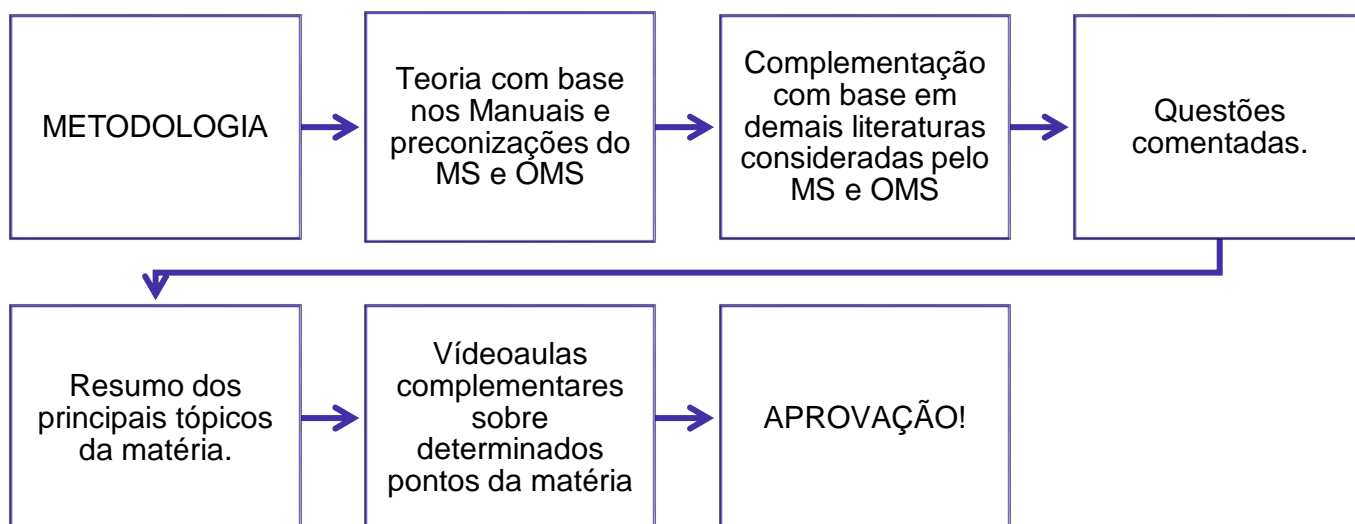 METODOLOGIA
Teoria com base
nos Manuais e
preconizações do
MS e OMS
Complementação
com base em
demais literaturas
consideradas pelo
MS e OMS
Questões
comentadas.
Resumo dos
principais tópicos
da matéria.
Vídeoaulas
complementares
sobre
determinados
pontos da matéria
APROVAÇÃO!